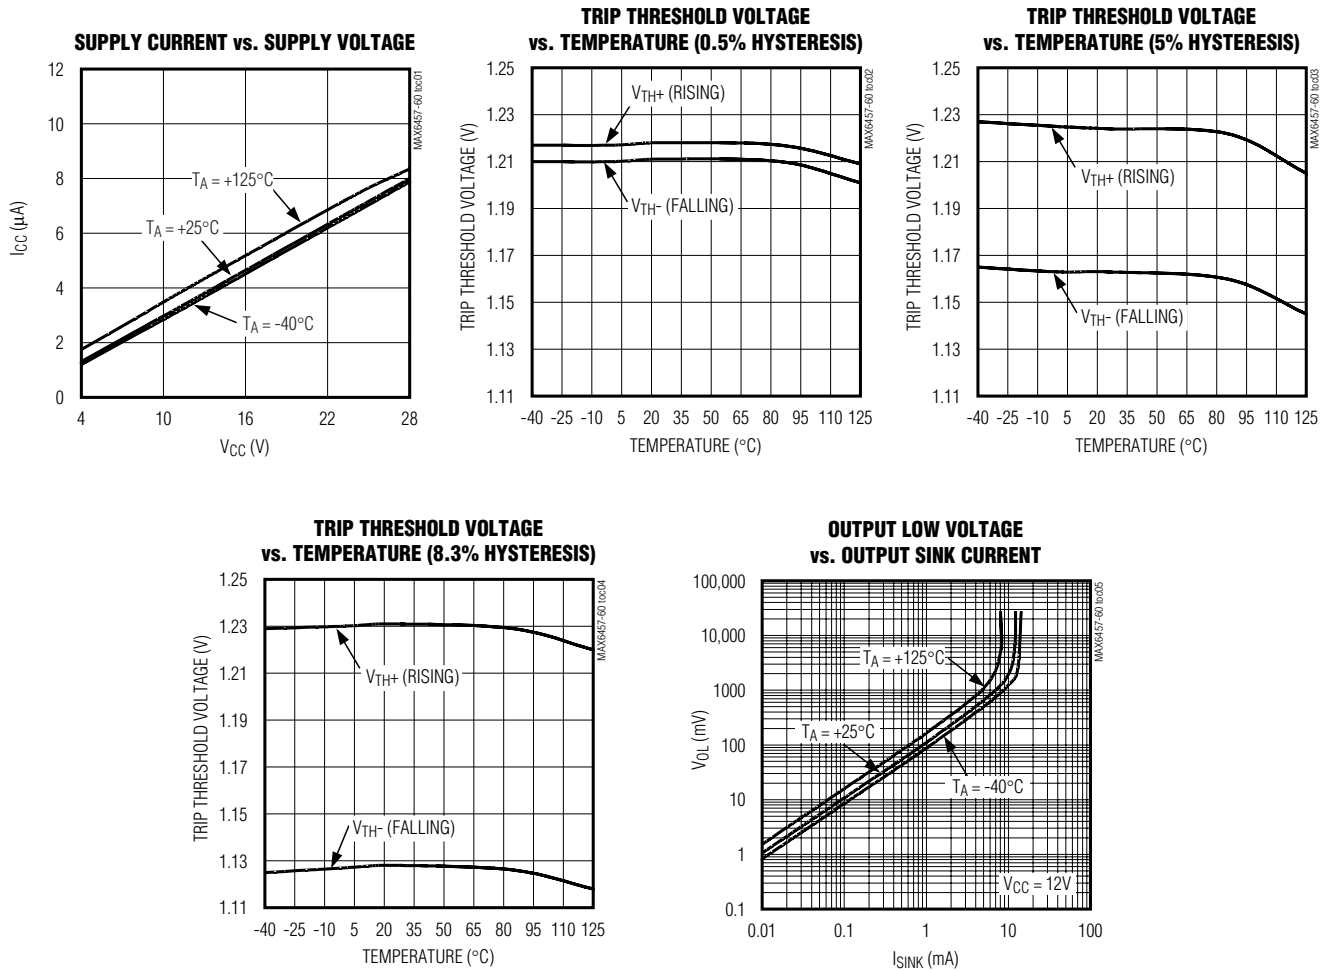 SUPPLY CURRENT vs. SUPPLY VOLTAGE
12
10
8
6
4
2
0
ICC (µA)
TA = +125°C
TA = +25°C
TA = -40°C
4 10 16 22 28
VCC (V)
MAX6457-60 toc01
TRIP THRESHOLD VOLTAGE
vs. TEMPERATURE (0.5% HYSTERESIS)
1.25
1.23
1.21
1.19
1.17
1.15
1.13
1.11
TRIP THRESHOLD VOLTAGE (V)
VTH+ (RISING)
VTH- (FALLING)
-40 -25 -10 5 20 35 50 65 80 95 110 125
TEMPERATURE (°C)
MAX6457-60 toc02
TRIP THRESHOLD VOLTAGE
vs. TEMPERATURE (5% HYSTERESIS)
1.25
1.23
1.21
1.19
1.17
1.15
1.13
1.11
TRIP THRESHOLD VOLTAGE (V)
VTH+ (RISING)
VTH- (FALLING)
-40 -25 -10 5 20 35 50 65 80 95 110 125
TEMPERATURE (°C)
MAX6457-60 toc03
TRIP THRESHOLD VOLTAGE
vs. TEMPERATURE (8.3% HYSTERESIS)
1.25
1.23
1.21
1.19
1.17
1.15
1.13
1.11
TRIP THRESHOLD VOLTAGE (V)
VTH+ (RISING)
VTH- (FALLING)
-40 -25 -10 5 20 35 50 65 80 95 110 125
TEMPERATURE (°C)
MAX6457-60 toc04
OUTPUT LOW VOLTAGE
vs. OUTPUT SINK CURRENT
100,000
10,000
1000
100
10
1
0.1
VOL (mV)
TA = +125°C
TA = +25°C
TA = -40°C
VCC = 12V
0.01 0.1 1 10 100
ISINK (mA)
MAX6457-60 toc05